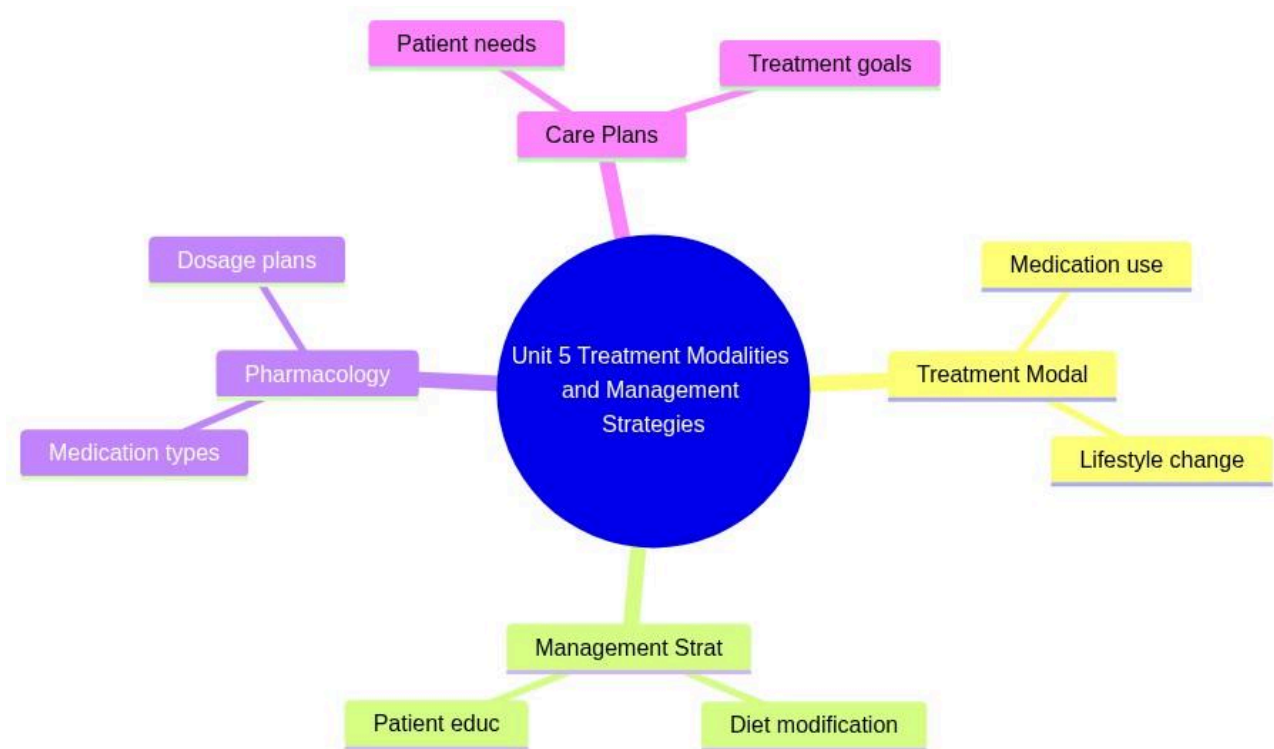 Patient needs
Treatment goals
Care Plans
Dosage plans
Medication use
Unit 5 Treatment Modalities
and Management
Strategies
Pharmacology
Treatment Modal
Medication types
Lifestyle change
Management Strat
Patient educ
Diet modification